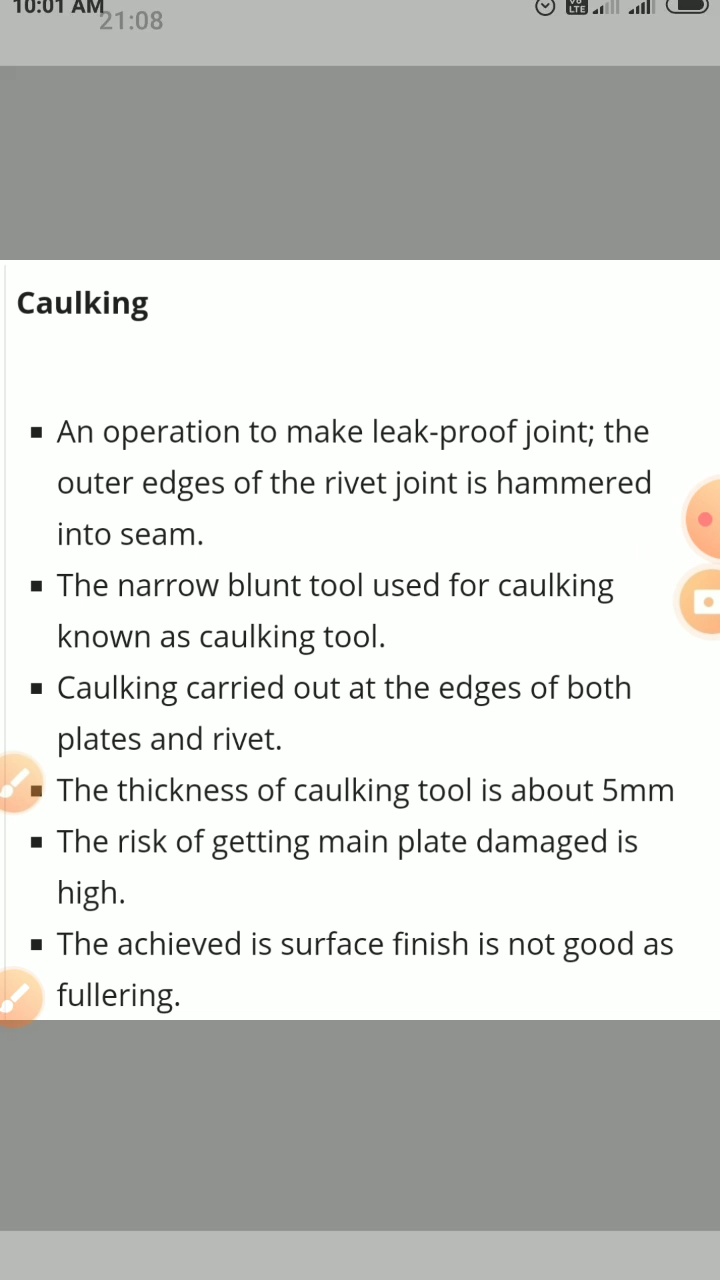 10:01 AM
21:08
VO
LTE
Caulking
▪ An operation to make leak-proof joint; the
outer edges of the rivet joint is hammered
into seam.
▪ The narrow blunt tool used for caulking
known as caulking tool.
▪ Caulking carried out at the edges of both
plates and rivet.
▪ The thickness of caulking tool is about 5mm
▪ The risk of getting main plate damaged is
high.
▪ The achieved is surface finish is not good as
fullering.